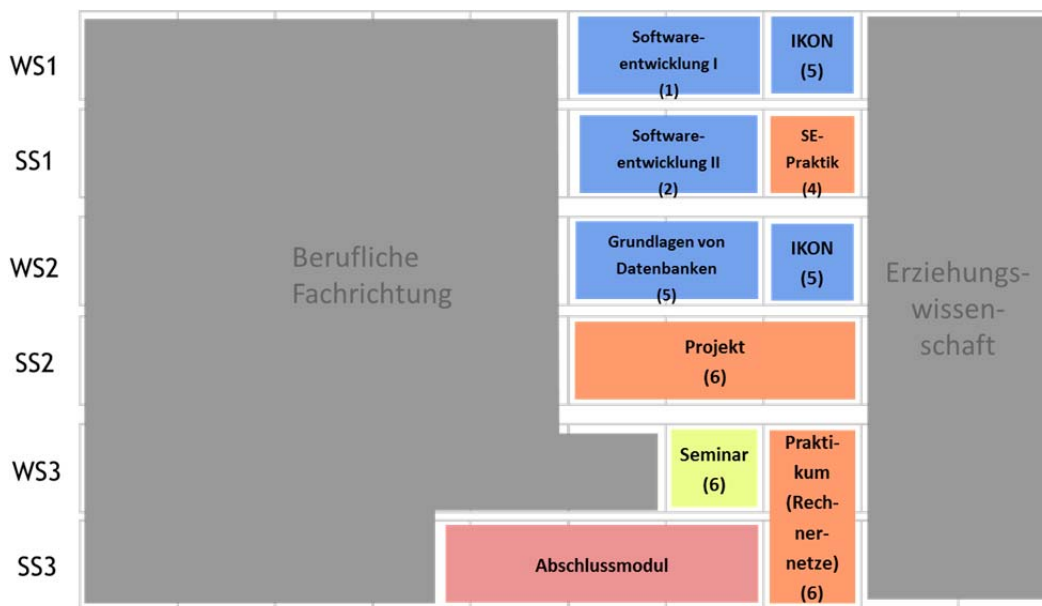 WS1
Software-
entwicklung I
(1)
IKON
(5)
SS1
Software-
entwicklung II
(2)
SE-
Praktik
(4)
WS2
Berufliche
Fachrichtung
Grundlagen von
Datenbanken
(5)
IKON
(5)
Erziehungs-
wissen-
schaft
SS2
Projekt
(6)
WS3
Seminar
(6)
Prakti-
kum
(Rech-
ner-
netze)
(6)
SS3
Abschlussmodul